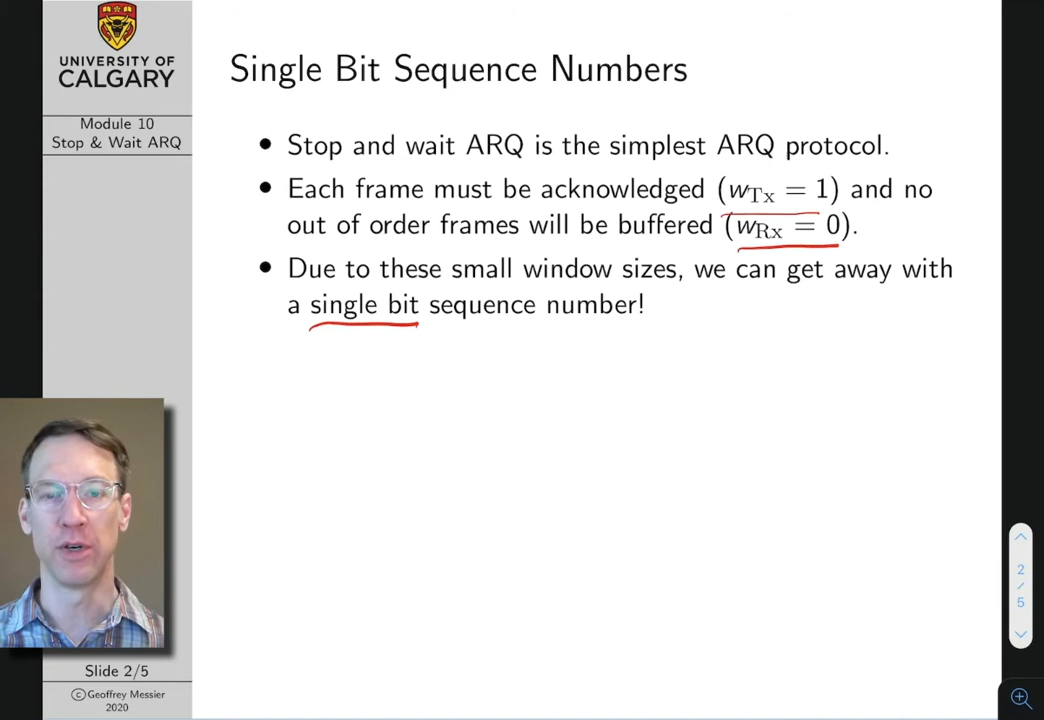 UNIVERSITY OF
CALGARY
Module 10
Stop & Wait ARQ
Single Bit Sequence Numbers
• Stop and wait ARQ is the simplest ARQ protocol.
• Each frame must be acknowledged (wTx = 1) and no
out of order frames will be buffered (wRx = 0).
• Due to these small window sizes, we can get away with
a single bit sequence number!
2
/
5
Slide 2/5
©Geoffrey Messier
2020